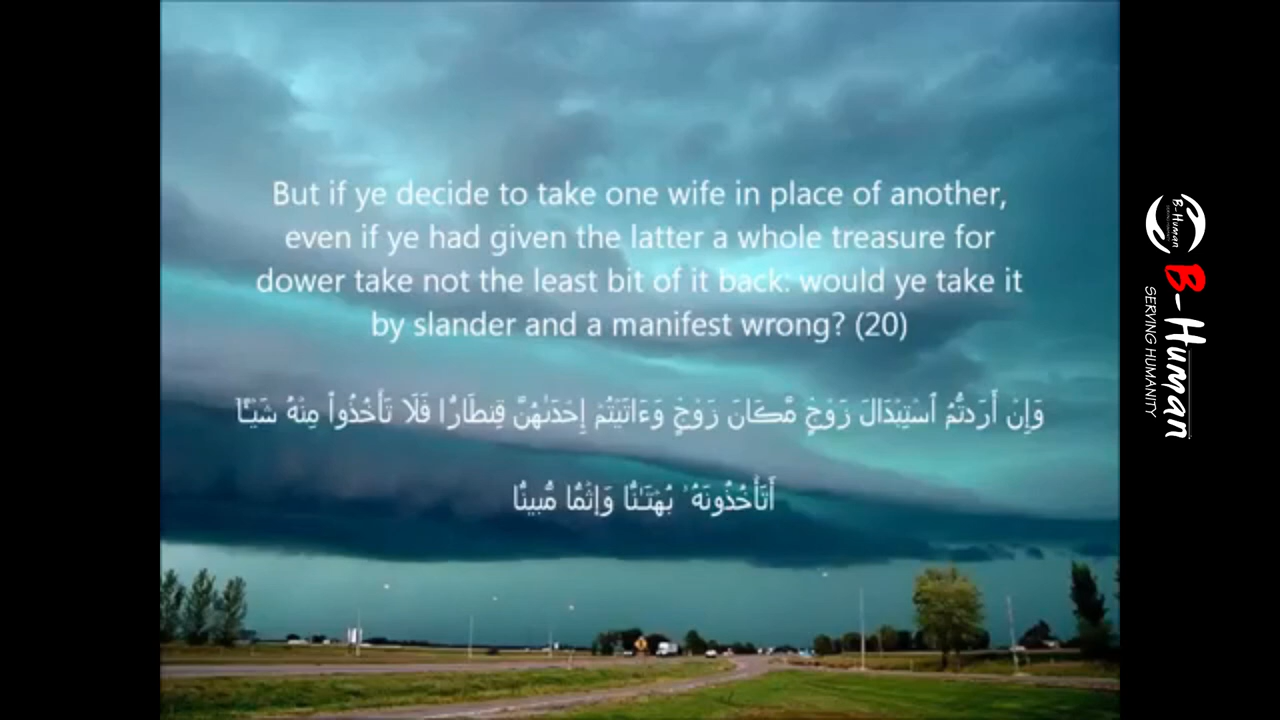 But if ye decide to take one wife in place of another,
even if ye had given the latter a whole treasure for
dower take not the least bit of it back: would ye take it
by slander and a manifest wrong? (20)
وَإِنْ أَرَدتُّمُ ٱسْتِبْدَالَ زَوْجٍ مَّكَانَ زَوْجٍ وَءَاتَيْتُمْ إِحْدَىٰهُنَّ قِنطَارًا فَلَا تَأْخُذُوا۟ مِنْهُ شَيْـًٔا
أَتَأْخُذُونَهُۥ بُهْتَـٰنًا وَإِثْمًا مُّبِينًا
B-Human
B-Human
SERVING HUMANITY